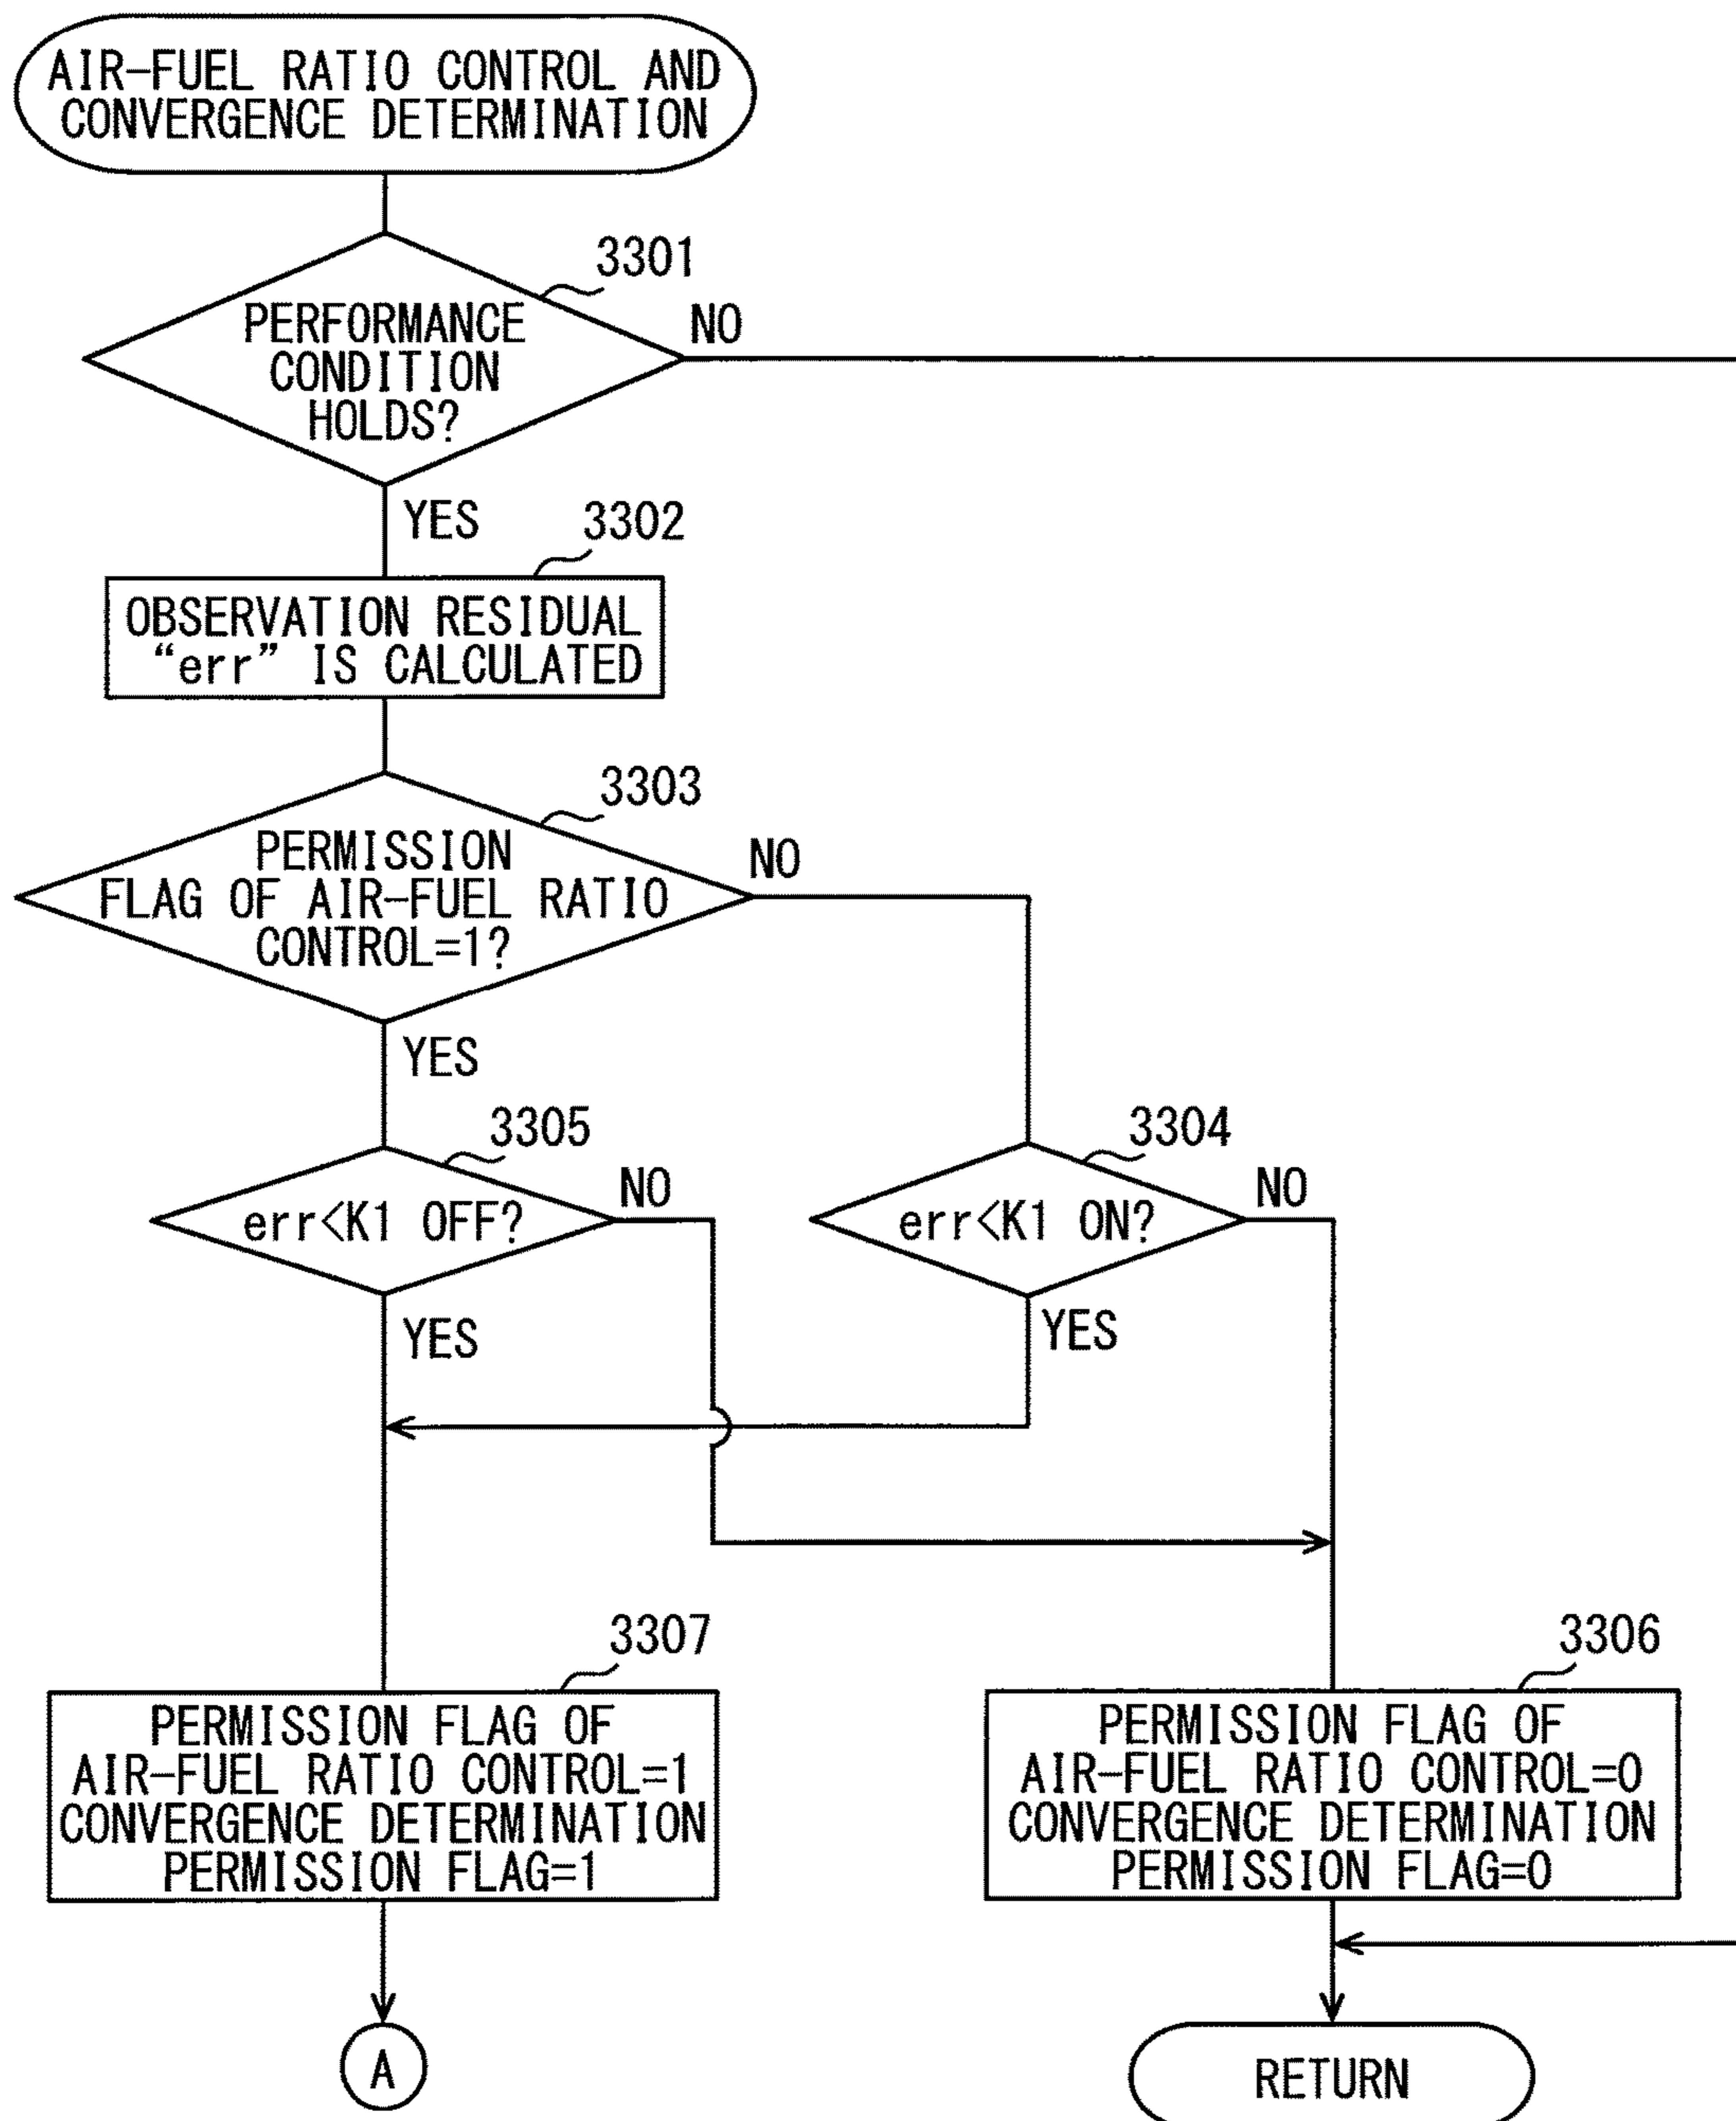 AIR-FUEL RATIO CONTROL AND
CONVERGENCE DETERMINATION
3301
PERFORMANCE
CONDITION
HOLDS?
NO
YES
3302
OBSERVATION RESIDUAL
“err” IS CALCULATED
3303
PERMISSION
FLAG OF AIR-FUEL RATIO
CONTROL=1?
NO
YES
3305
err<K1 OFF?
NO
YES
3304
err<K1 ON?
NO
YES
3307
PERMISSION FLAG OF
AIR-FUEL RATIO CONTROL=1
CONVERGENCE DETERMINATION
PERMISSION FLAG=1
3306
PERMISSION FLAG OF
AIR-FUEL RATIO CONTROL=0
CONVERGENCE DETERMINATION
PERMISSION FLAG=0
A
RETURN